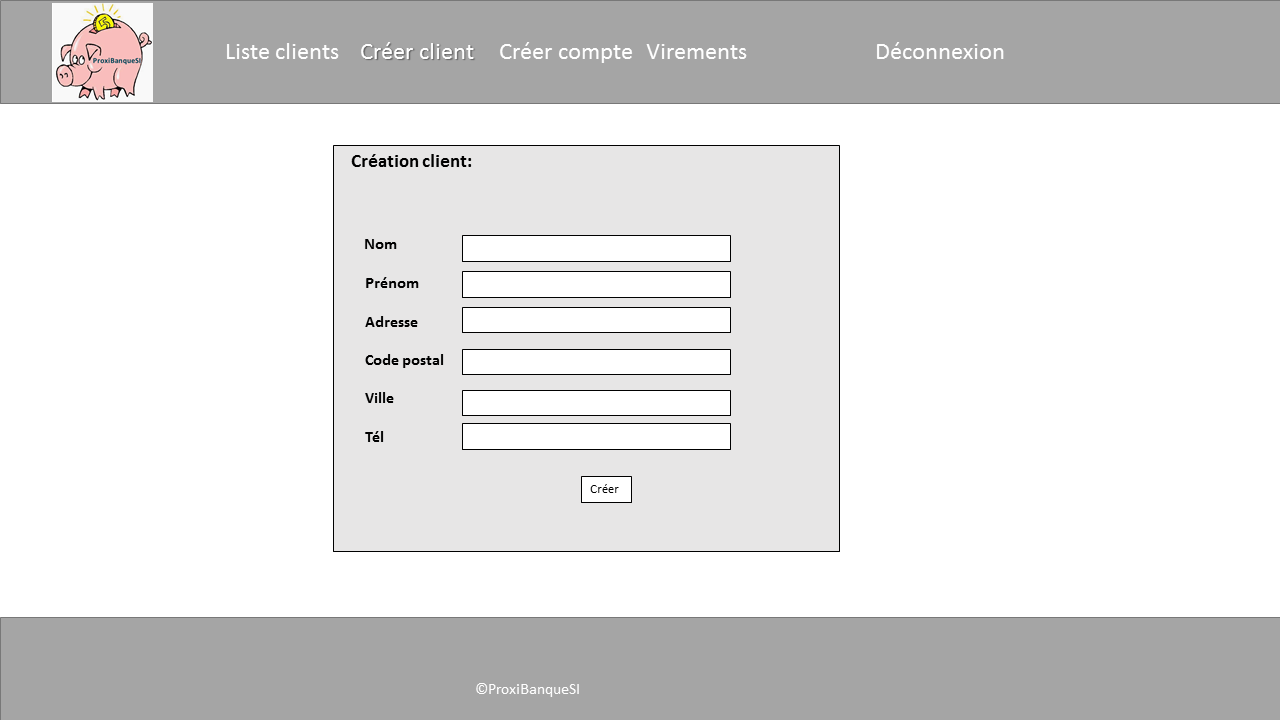 ProxiBanqueSI
Liste clients Créer client Créer compte Virements Déconnexion
Création client:
Nom
Prénom
Adresse
Code postal
Ville
Tél
Créer
©ProxiBanqueSI